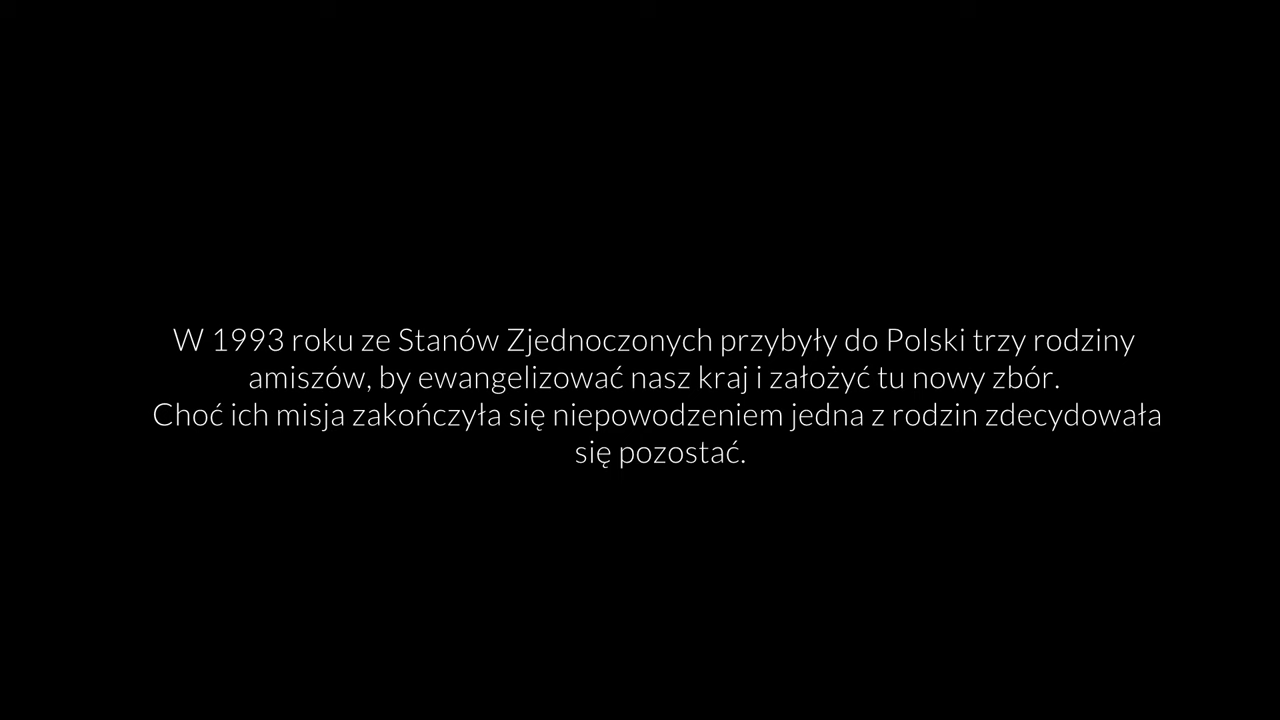 W 1993 roku ze Stanów Zjednoczonych przybyły do Polski trzy rodziny
amiszów, by ewangelizować nasz kraj i założyć tu nowy zbór.
Choć ich misja zakończyła się niepowodzeniem jedna z rodzin zdecydowała
się pozostać.